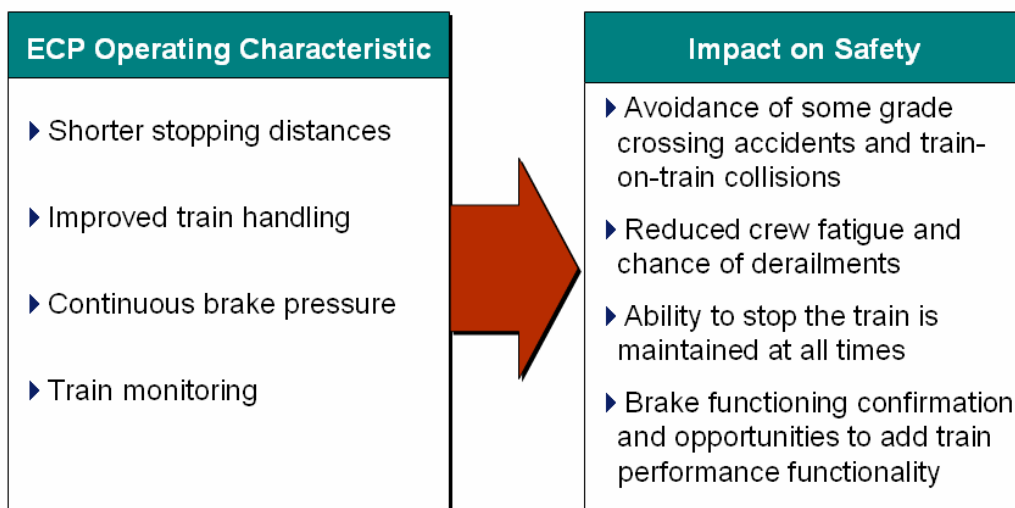 ECP Operating Characteristic
Shorter stopping distances
Improved train handling
Continuous brake pressure
Train monitoring
Impact on Safety
Avoidance of some grade
crossing accidents and train-
on-train collisions
Reduced crew fatigue and
chance of derailments
Ability to stop the train is
maintained at all times
Brake functioning confirmation
and opportunities to add train
performance functionality